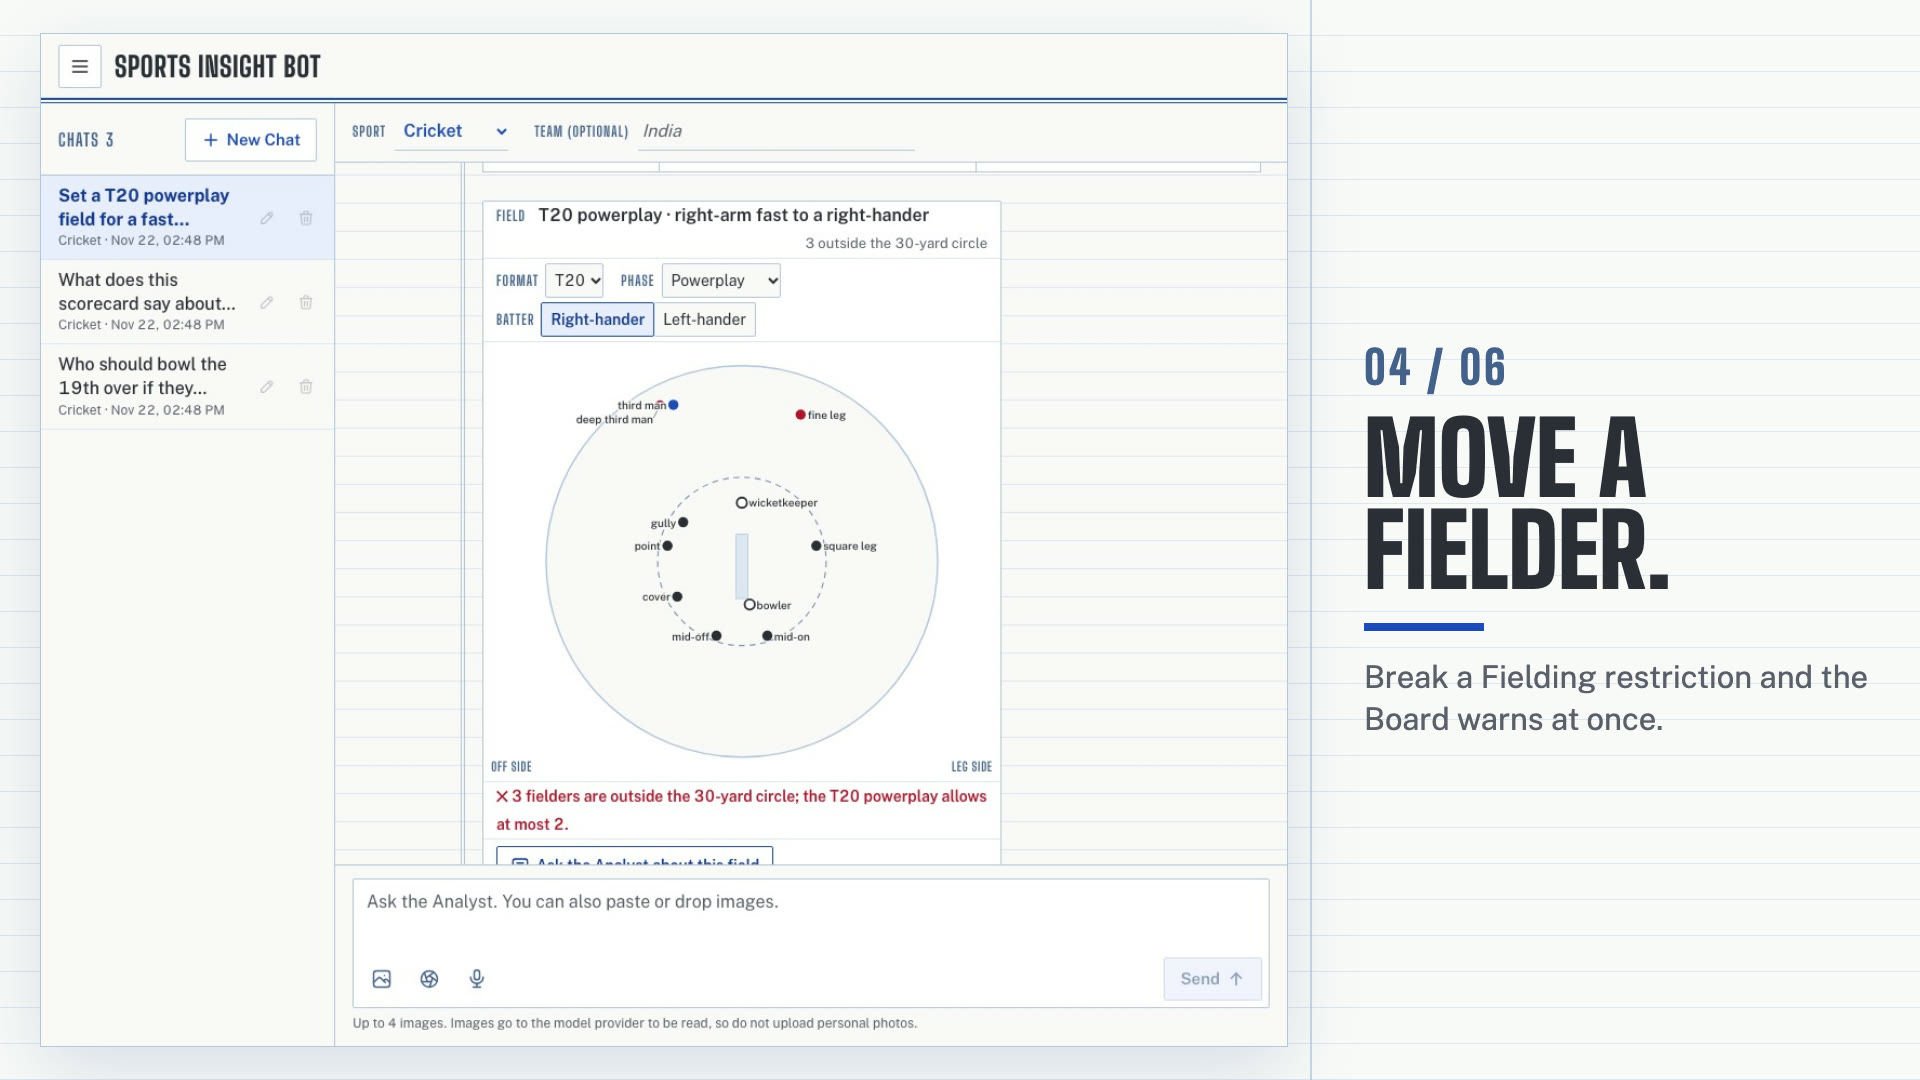 SPORTS INSIGHT BOT
CHATS 3
New Chat
Set a T20 powerplay
field for a fast...
Cricket · Nov 22, 02:48 PM
What does this
scorecard say about...
Cricket · Nov 22, 02:48 PM
Who should bowl the
19th over if they...
Cricket · Nov 22, 02:48 PM
SPORT Cricket TEAM (OPTIONAL) India
FIELD T20 powerplay · right-arm fast to a right-hander
3 outside the 30-yard circle
FORMAT T20 PHASE Powerplay
BATTER Right-hander Left-hander
third man
deep third man
fine leg
wicketkeeper
gully
point
square leg
cover
bowler
mid-off
mid-on
OFF SIDE
LEG SIDE
✕ 3 fielders are outside the 30-yard circle; the T20 powerplay allows
at most 2.
Ask the Analyst about this field
Ask the Analyst. You can also paste or drop images.
Send ↑
Up to 4 images. Images go to the model provider to be read, so do not upload personal photos.
04 / 06
MOVE A
FIELDER.
Break a Fielding restriction and the
Board warns at once.